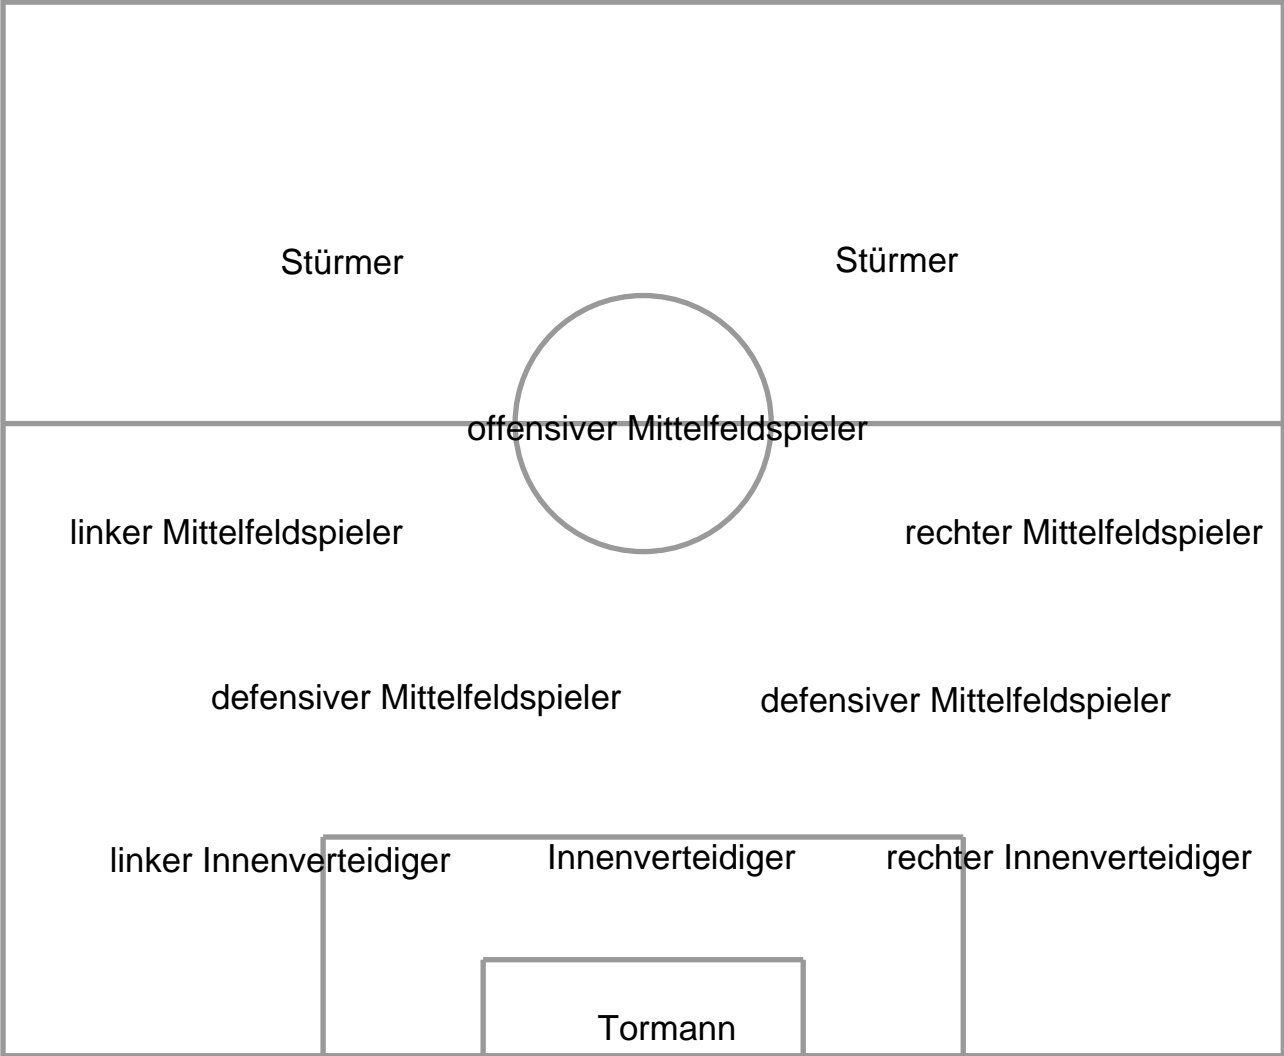 Stürmer
Stürmer
offensiver Mittelfeldspieler
linker Mittelfeldspieler
rechter Mittelfeldspieler
defensiver Mittelfeldspieler
defensiver Mittelfeldspieler
linker Innenverteidiger
Innenverteidiger
rechter Innenverteidiger
Tormann